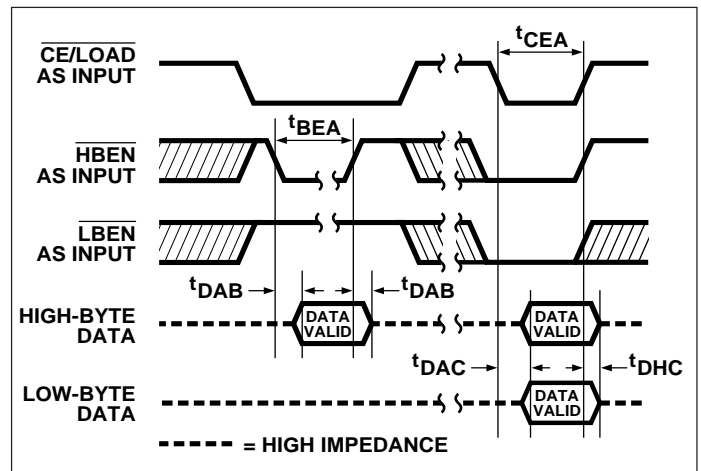 CE/LOAD
AS INPUT
tCEA
tBEA
HBEN
AS INPUT
LBEN
AS INPUT
tDAB
tDAB
HIGH-BYTE
DATA
DATA
VALID
DATA
VALID
tDAC
tDHC
LOW-BYTE
DATA
DATA
VALID
= HIGH IMPEDANCE